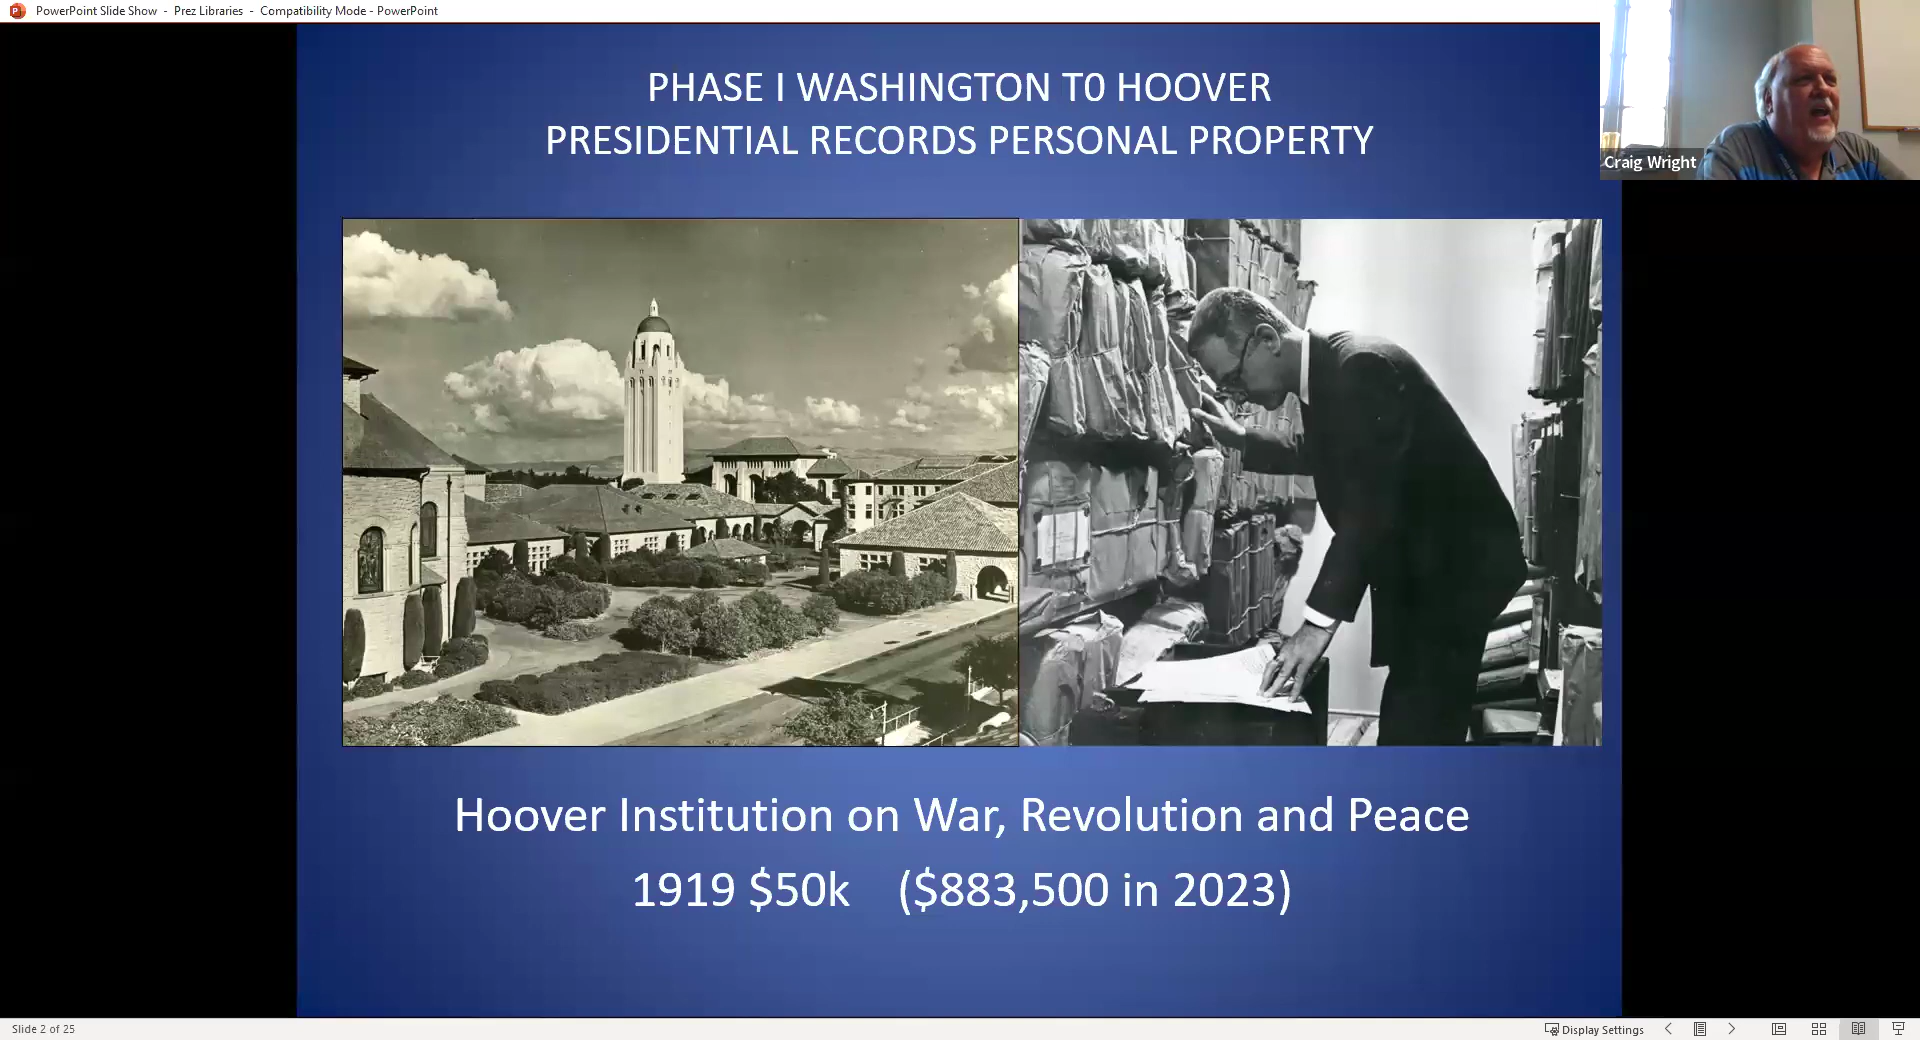 PowerPoint Slide Show - Prez Libraries - Compatibility Mode - PowerPoint
PHASE I WASHINGTON T0 HOOVER
PRESIDENTIAL RECORDS PERSONAL PROPERTY
Craig Wright
Hoover Institution on War, Revolution and Peace
1919 $50k ($883,500 in 2023)
Slide 2 of 25
Display Settings